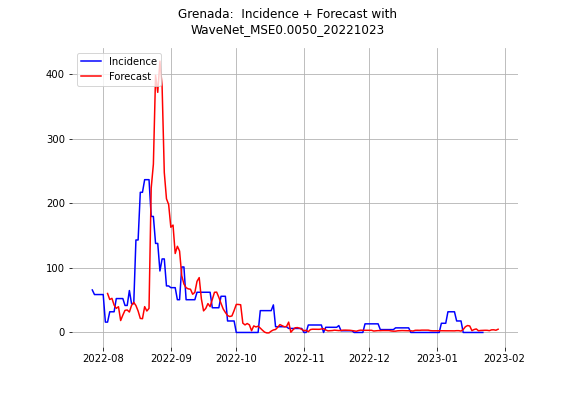 Grenada: Incidence + Forecast with
WaveNet_MSE0.0050_20221023
Incidence
Forecast
400
300
200
100
0
2022-08 2022-09 2022-10 2022-11 2022-12 2023-01 2023-02